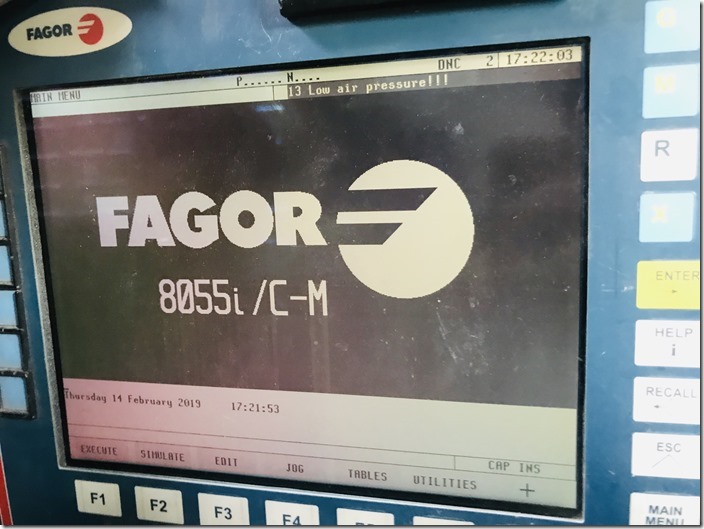 FAGOR
DNC 2 17:22:03
P......N....
MAIN MENU
13 Low air pressure!!!
FAGOR
8055i/C-M
Thursday 14 February 2019 17:21:53
CAP INS
EXECUTE SIMULATE EDIT JOG TABLES UTILITIES +
F1 F2 F3 F4
R
ENTER
HELP
i
RECALL
ESC
MAIN
MENU